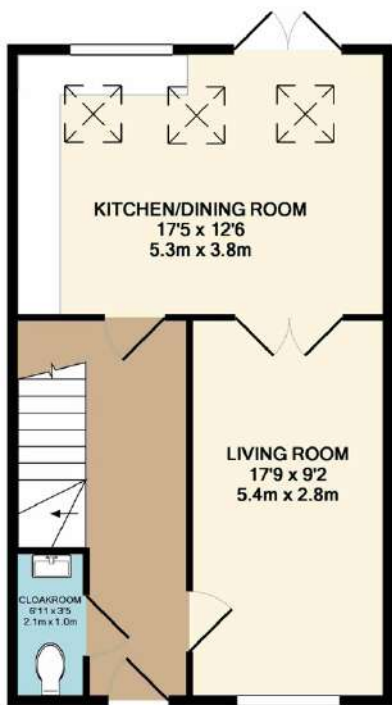 KITCHEN/DINING ROOM
17'5 x 12'6
5.3m x 3.8m
LIVING ROOM
17'9 x 9'2
5.4m x 2.8m
CLOAKROOM
6'11 x 3'5
2.1m x 1.0m